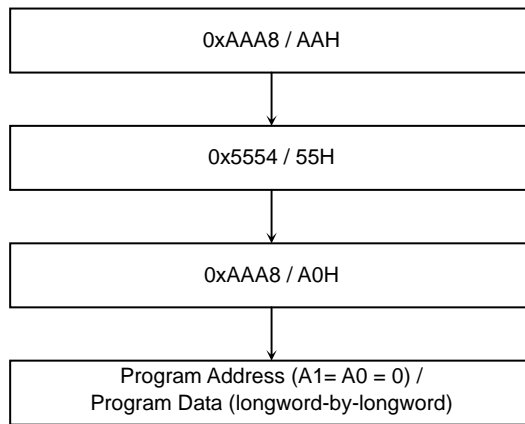 0xAAA8 / AAH
0x5554 / 55H
0xAAA8 / A0H
Program Address (A1= A0 = 0) /
Program Data (longword-by-longword)